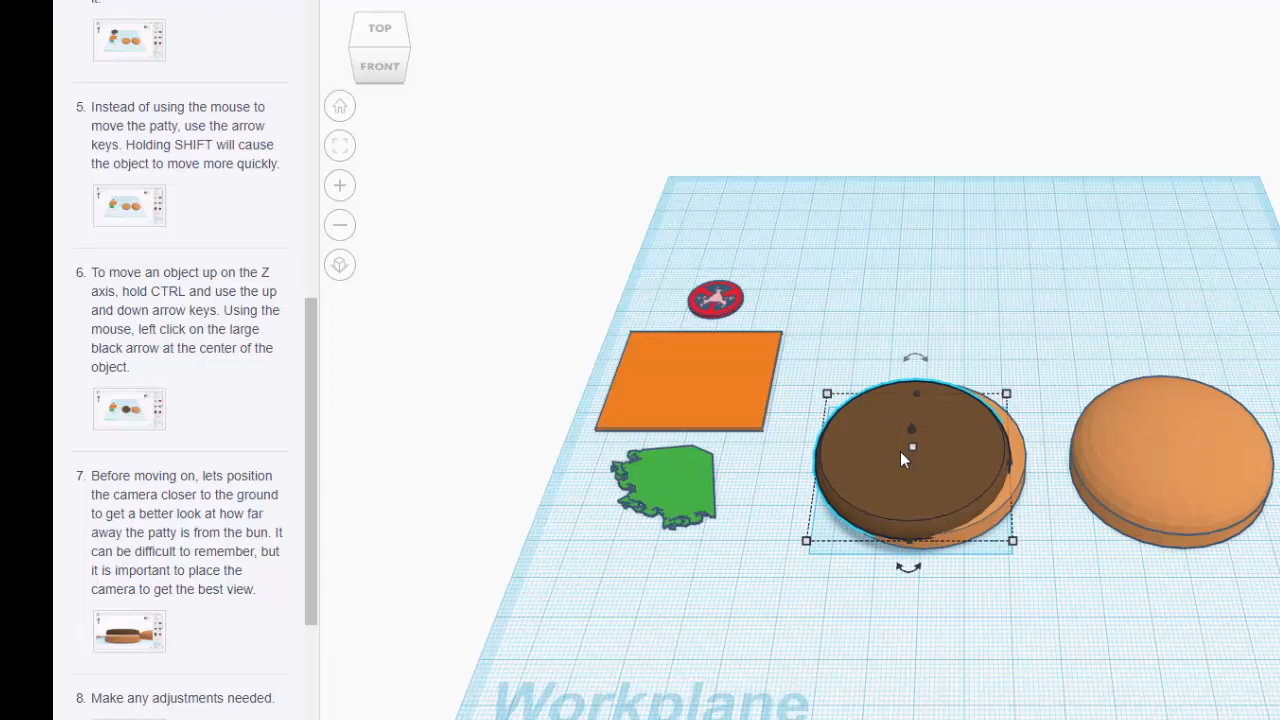 it.
5. Instead of using the mouse to
move the patty, use the arrow
keys. Holding SHIFT will cause
the object to move more quickly.
6. To move an object up on the Z
axis, hold CTRL and use the up
and down arrow keys. Using the
mouse, left click on the large
black arrow at the center of the
object.
7. Before moving on, lets position
the camera closer to the ground
to get a better look at how far
away the patty is from the bun. It
can be difficult to remember, but
it is important to place the
camera to get the best view.
8. Make any adjustments needed.
TOP
FRONT
Workplane